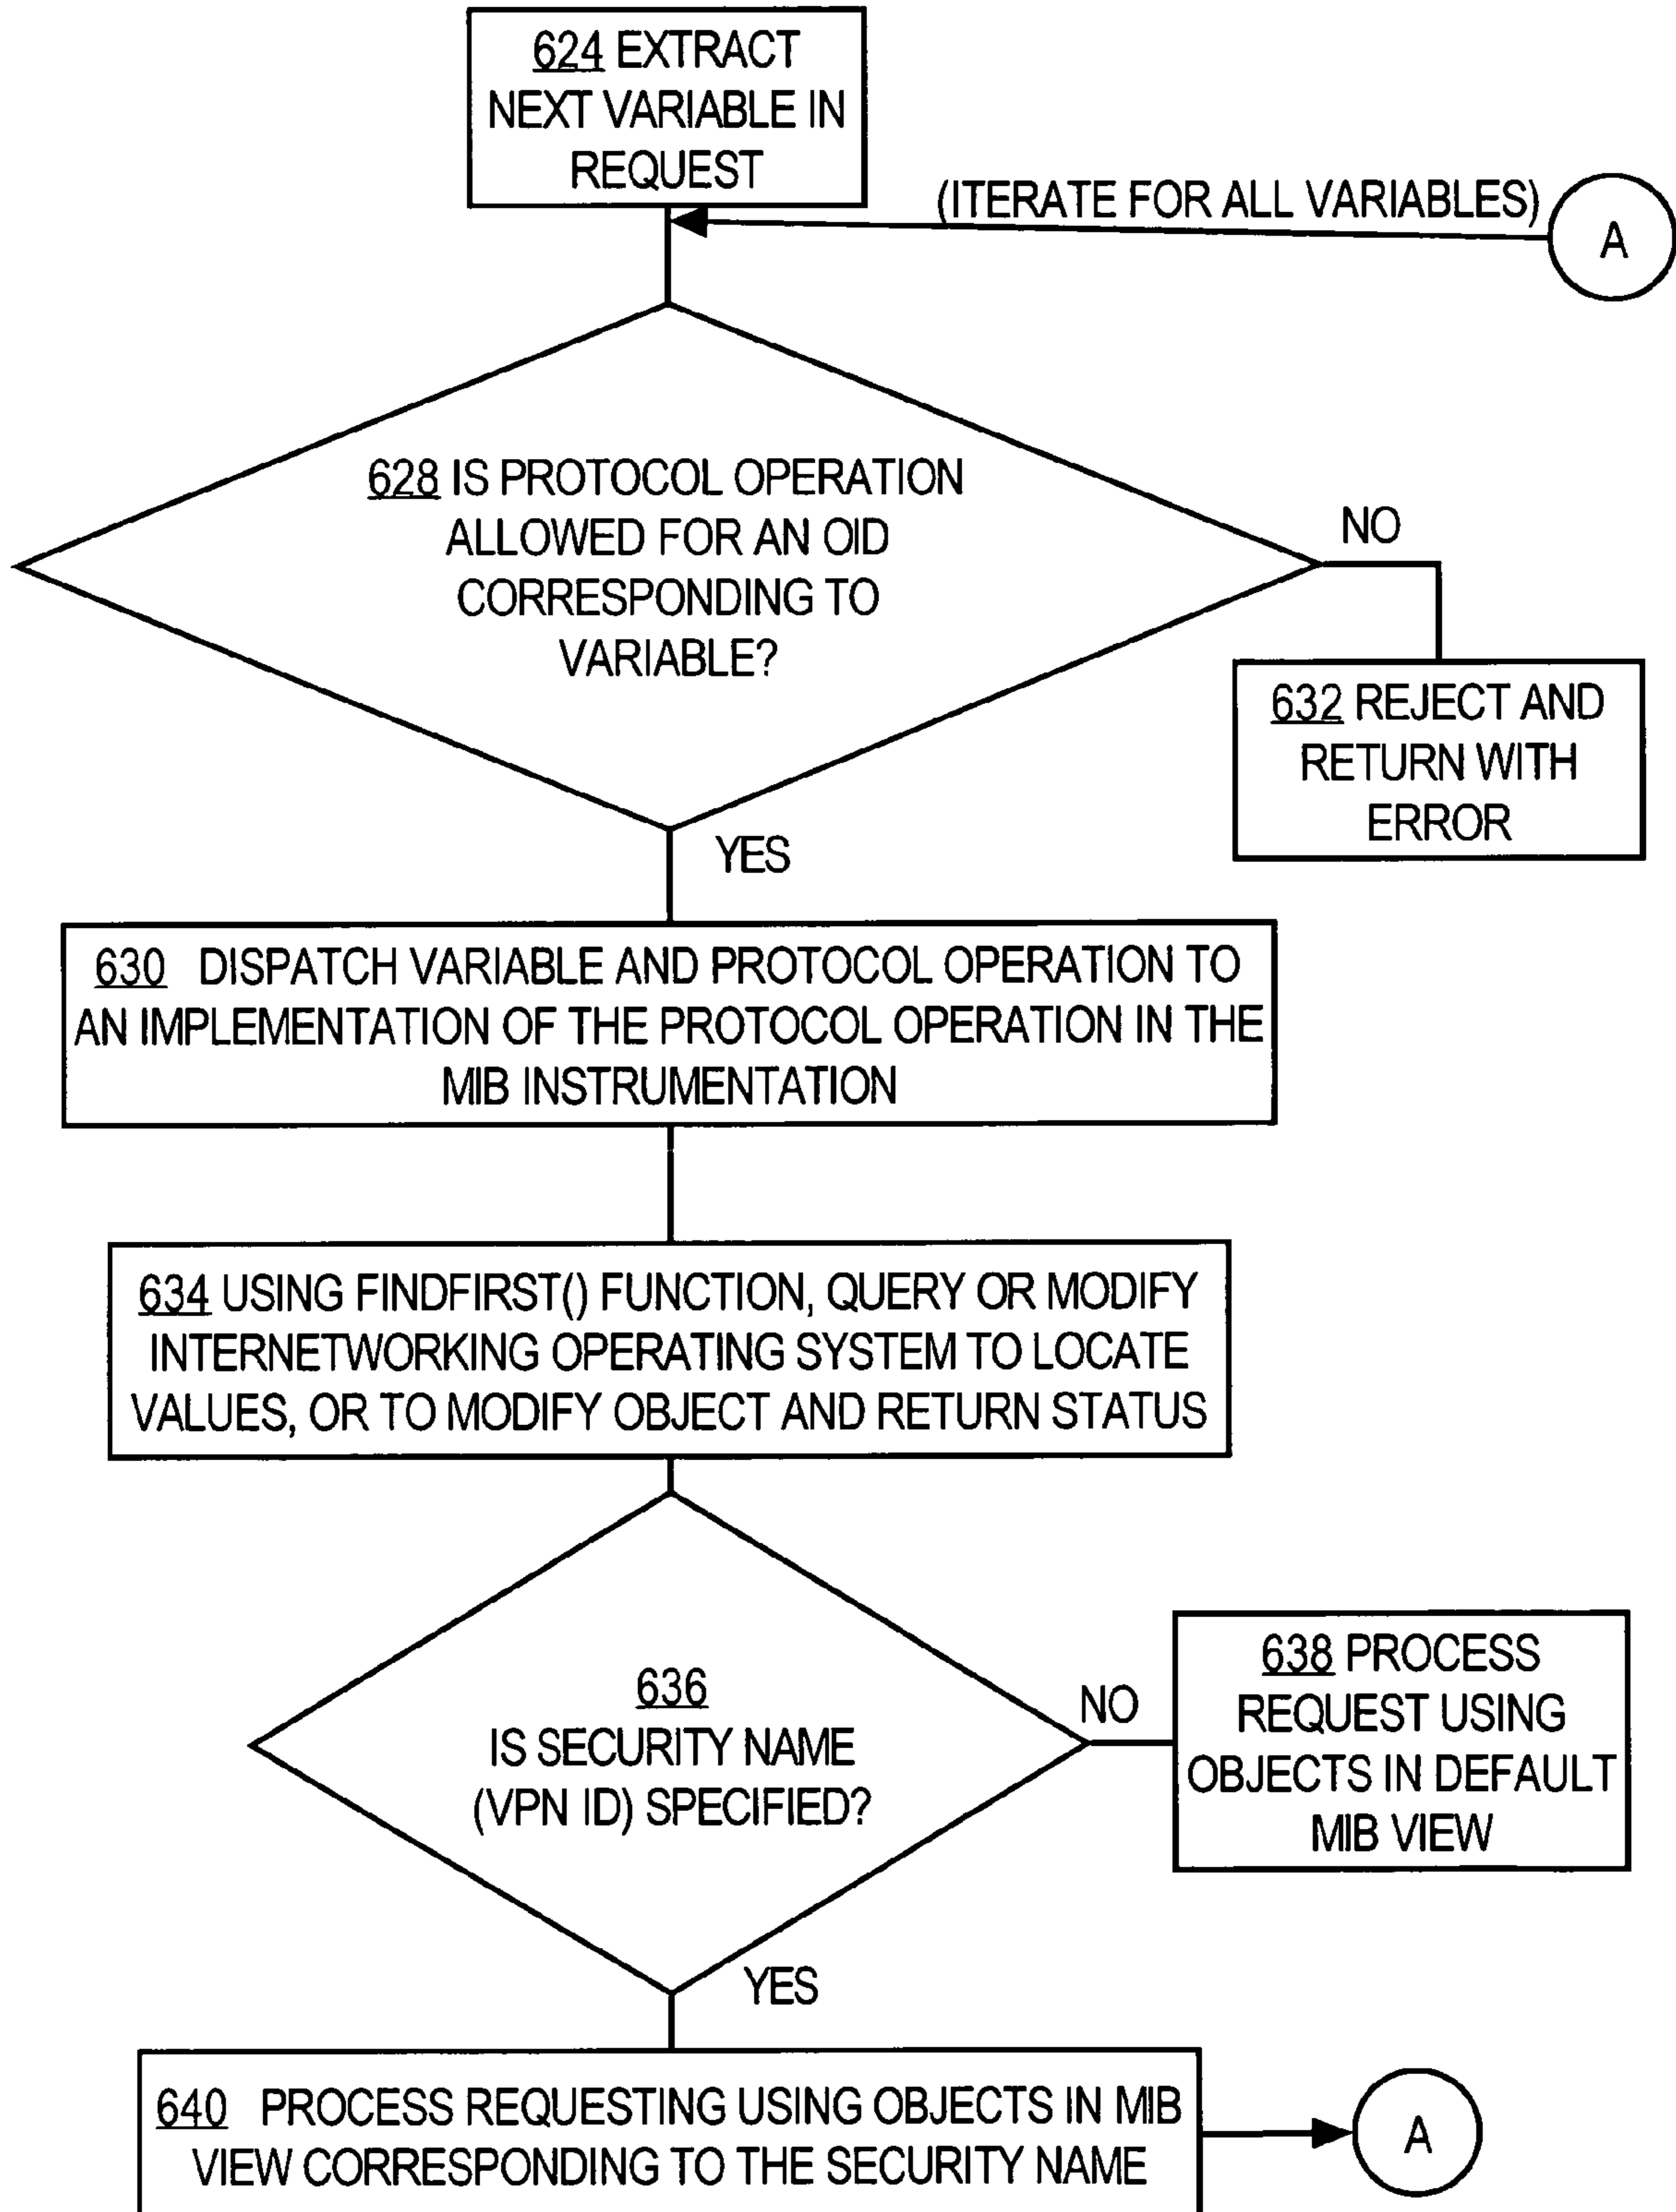 624 EXTRACT
NEXT VARIABLE IN
REQUEST
(ITERATE FOR ALL VARIABLES)
A
628 IS PROTOCOL OPERATION
ALLOWED FOR AN OID
CORRESPONDING TO
VARIABLE?
NO
632 REJECT AND
RETURN WITH
ERROR
YES
630 DISPATCH VARIABLE AND PROTOCOL OPERATION TO
AN IMPLEMENTATION OF THE PROTOCOL OPERATION IN THE
MIB INSTRUMENTATION
634 USING FINDFIRST() FUNCTION, QUERY OR MODIFY
INTERNETWORKING OPERATING SYSTEM TO LOCATE
VALUES, OR TO MODIFY OBJECT AND RETURN STATUS
636
IS SECURITY NAME
(VPN ID) SPECIFIED?
NO
638 PROCESS
REQUEST USING
OBJECTS IN DEFAULT
MIB VIEW
YES
640 PROCESS REQUESTING USING OBJECTS IN MIB
VIEW CORRESPONDING TO THE SECURITY NAME
A